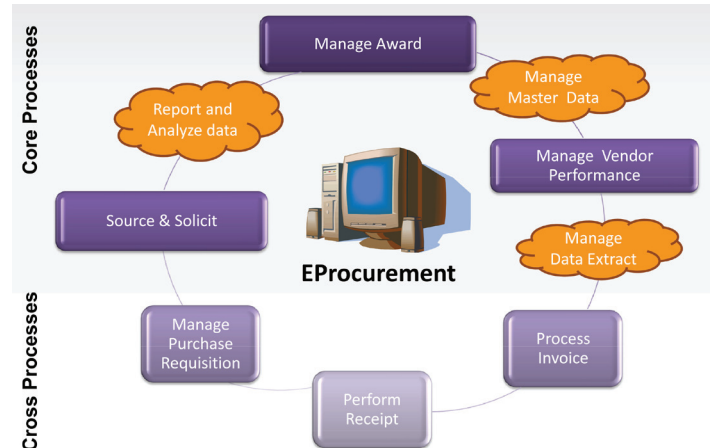 Core Processes
Manage Award
Manage
Master Data
Report and
Analyze data
Manage Vendor
Performance
Source & Solicit
Manage
Data Extract
EProcurement
Cross Processes
Manage
Purchase
Requisition
Process
Invoice
Perform
Receipt